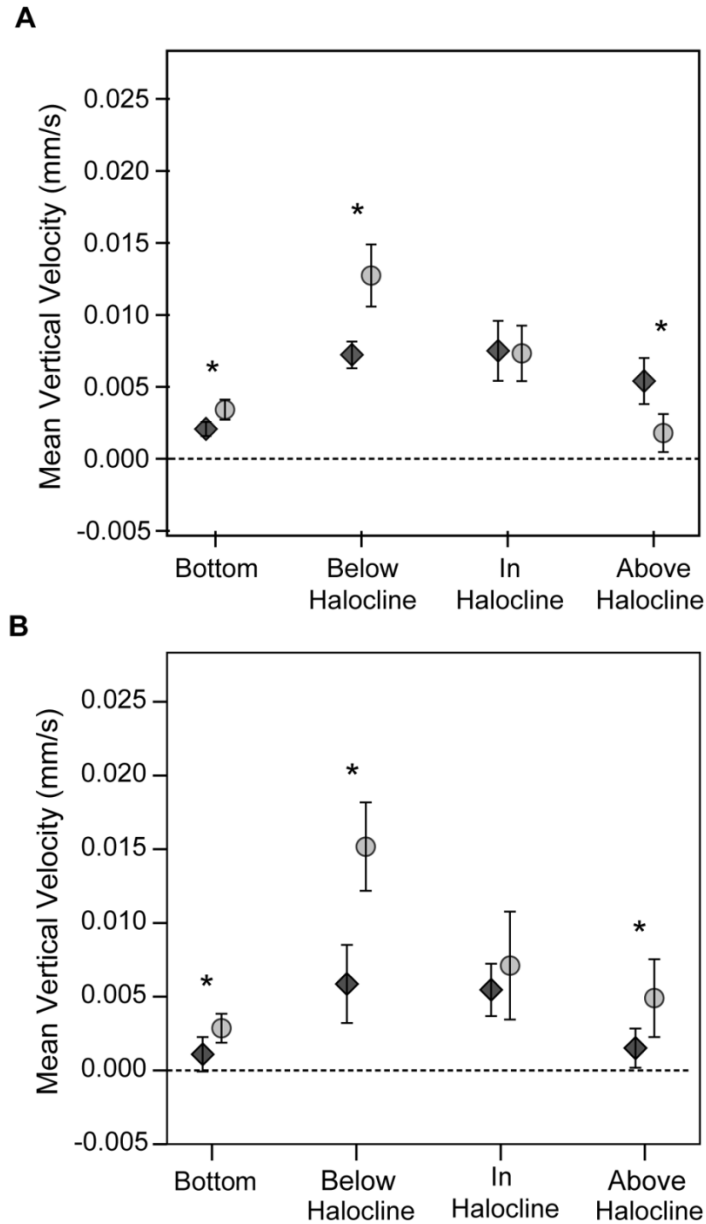 A
Mean Vertical Velocity (mm/s)
0.025
0.020
0.015
0.010
0.005
0.000
-0.005
*
*
*
Bottom
Below
Halocline
In
Halocline
Above
Halocline
B
Mean Vertical Velocity (mm/s)
0.025
0.020
0.015
0.010
0.005
0.000
-0.005
*
*
*
Bottom
Below
Halocline
In
Halocline
Above
Halocline